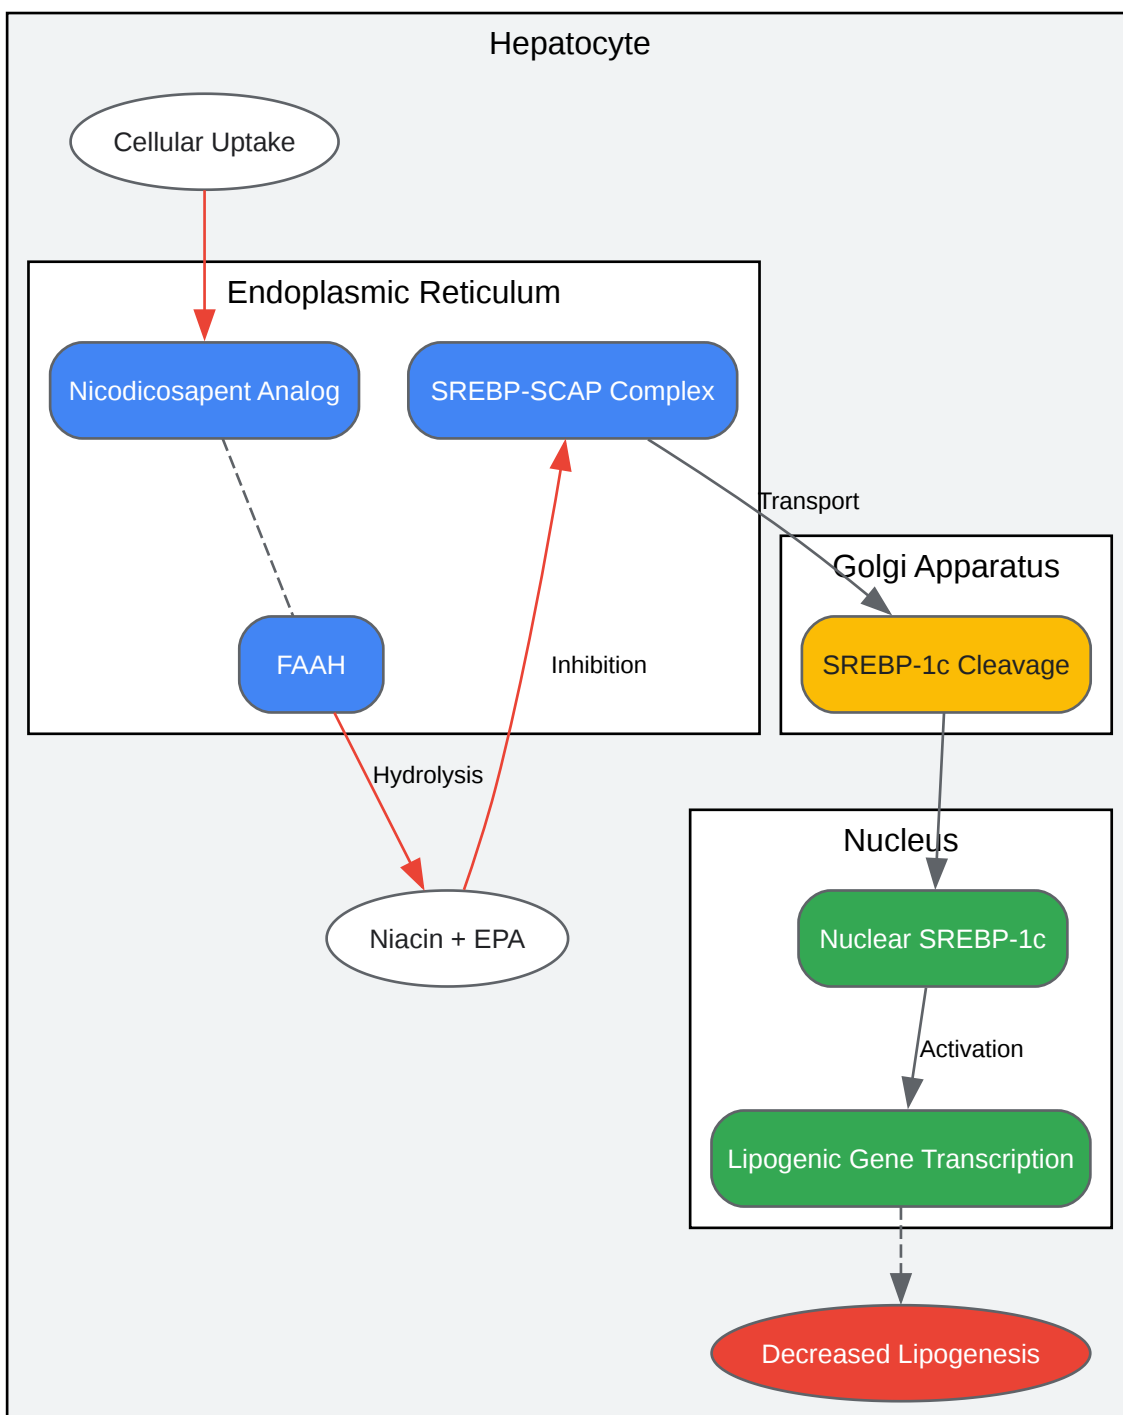 Hepatocyte
Cellular Uptake
Endoplasmic Reticulum
Nicodicosapent Analog
SREBP-SCAP Complex
Transport
Golgi Apparatus
FAAH
Inhibition
SREBP-1c Cleavage
Hydrolysis
Nucleus
Niacin + EPA
Nuclear SREBP-1c
Activation
Lipogenic Gene Transcription
Decreased Lipogenesis